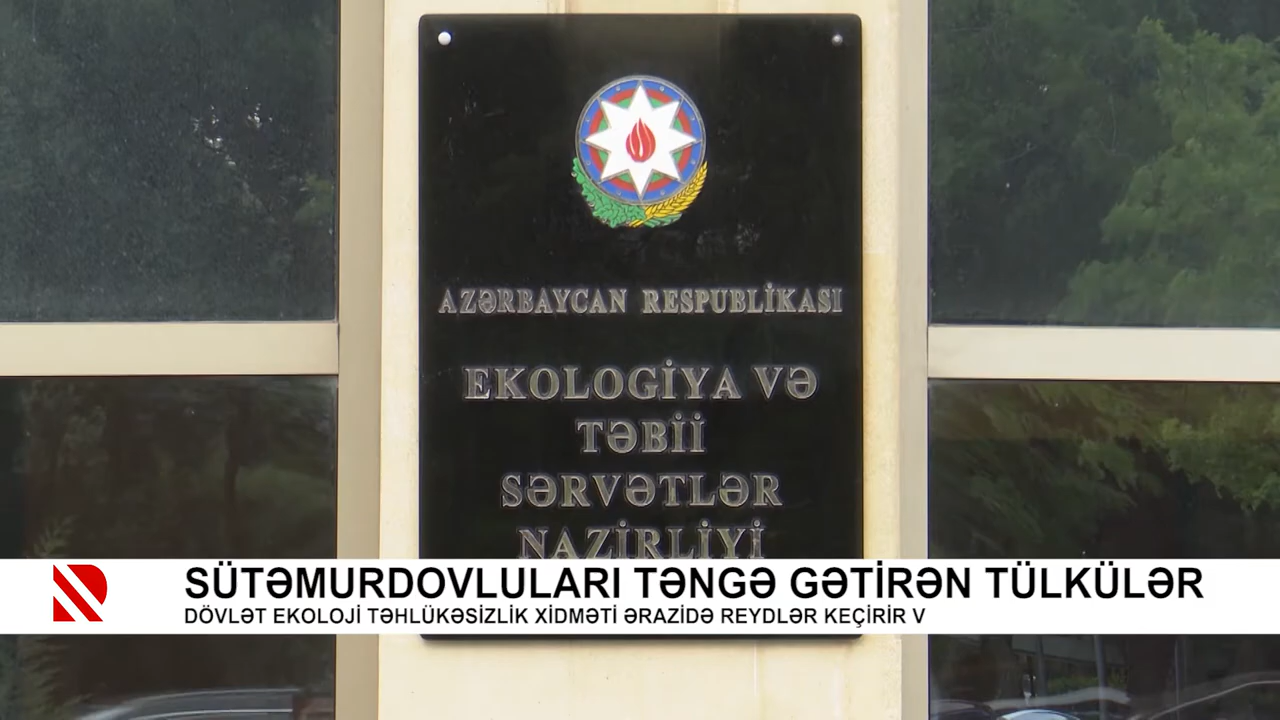 AZƏRBAYCAN RESPUBLİKASI
EKOLOGİYA VƏ
TƏBİİ
SƏRVƏTLƏR
NAZİRLİYİ
SÜTƏMURDOVLULARI TƏNGƏ GƏTİRƏN TÜLKÜLƏR
DÖVLƏT EKOLOJİ TƏHLÜKƏSİZLİK XİDMƏTİ ƏRAZİDƏ REYDLƏR KEÇİRİR V